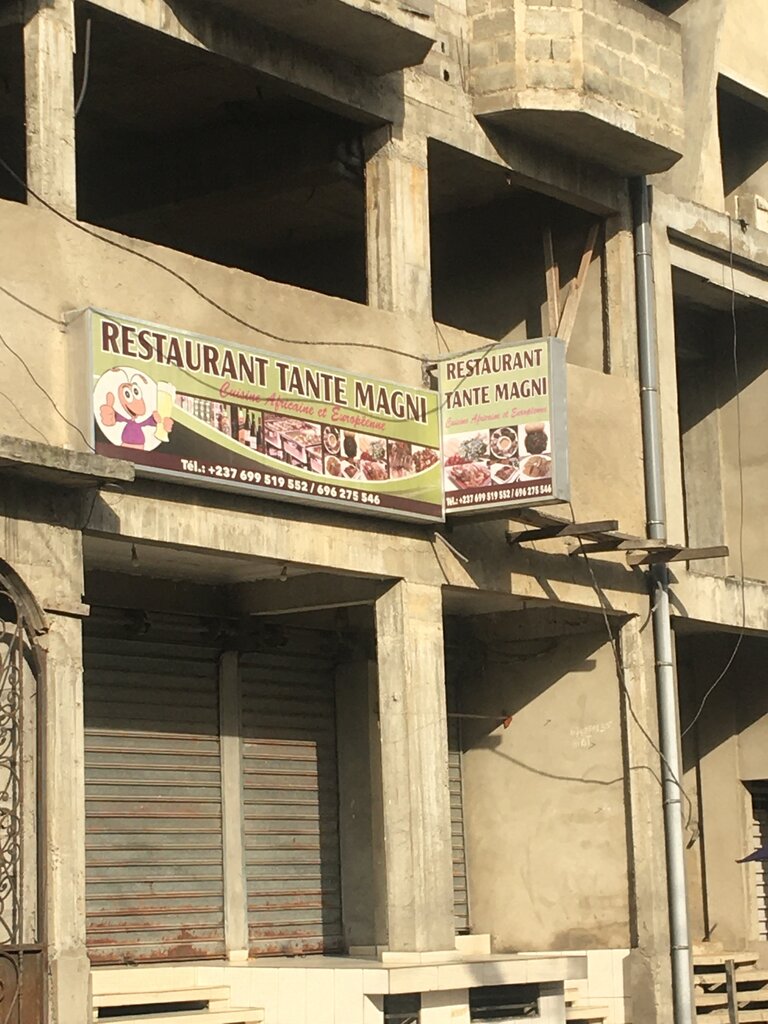 RESTAURANT TANTE MAGNI
Cuisine Africaine et Européenne
Tél.: +237 699 519 552 / 696 275 546
RESTAURANT
TANTE MAGNI
Cuisine Africaine et Européenne
Tél.: +237 699 519 552 / 696 275 546